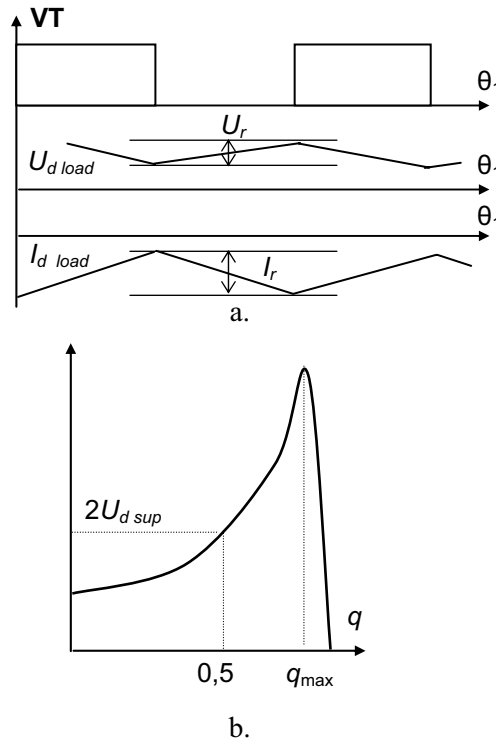 VT
θ
U_r
U_d load
θ
θ
I_d load
I_r
a.
2U_d sup
q
0,5
q_max
b.